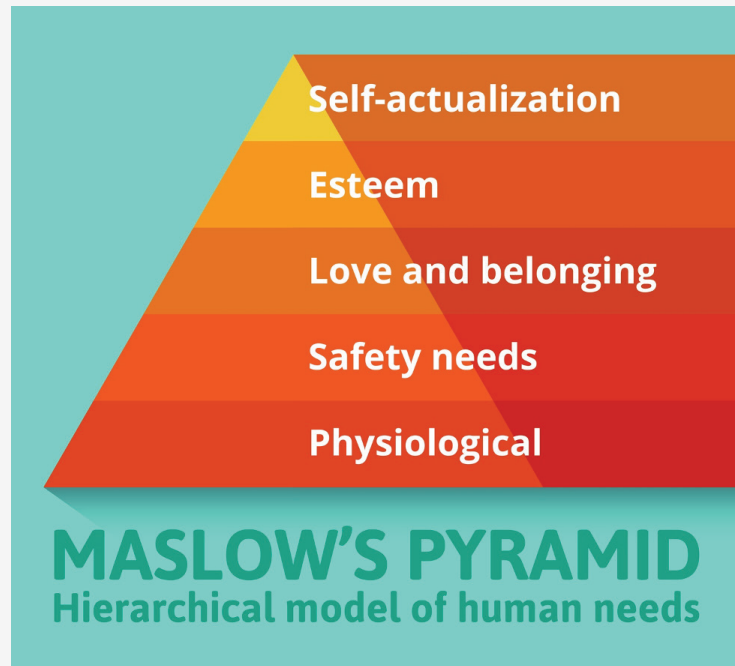 Self-actualization
Esteem
Love and belonging
Safety needs
Physiological
MASLOW'S PYRAMID
Hierarchical model of human needs